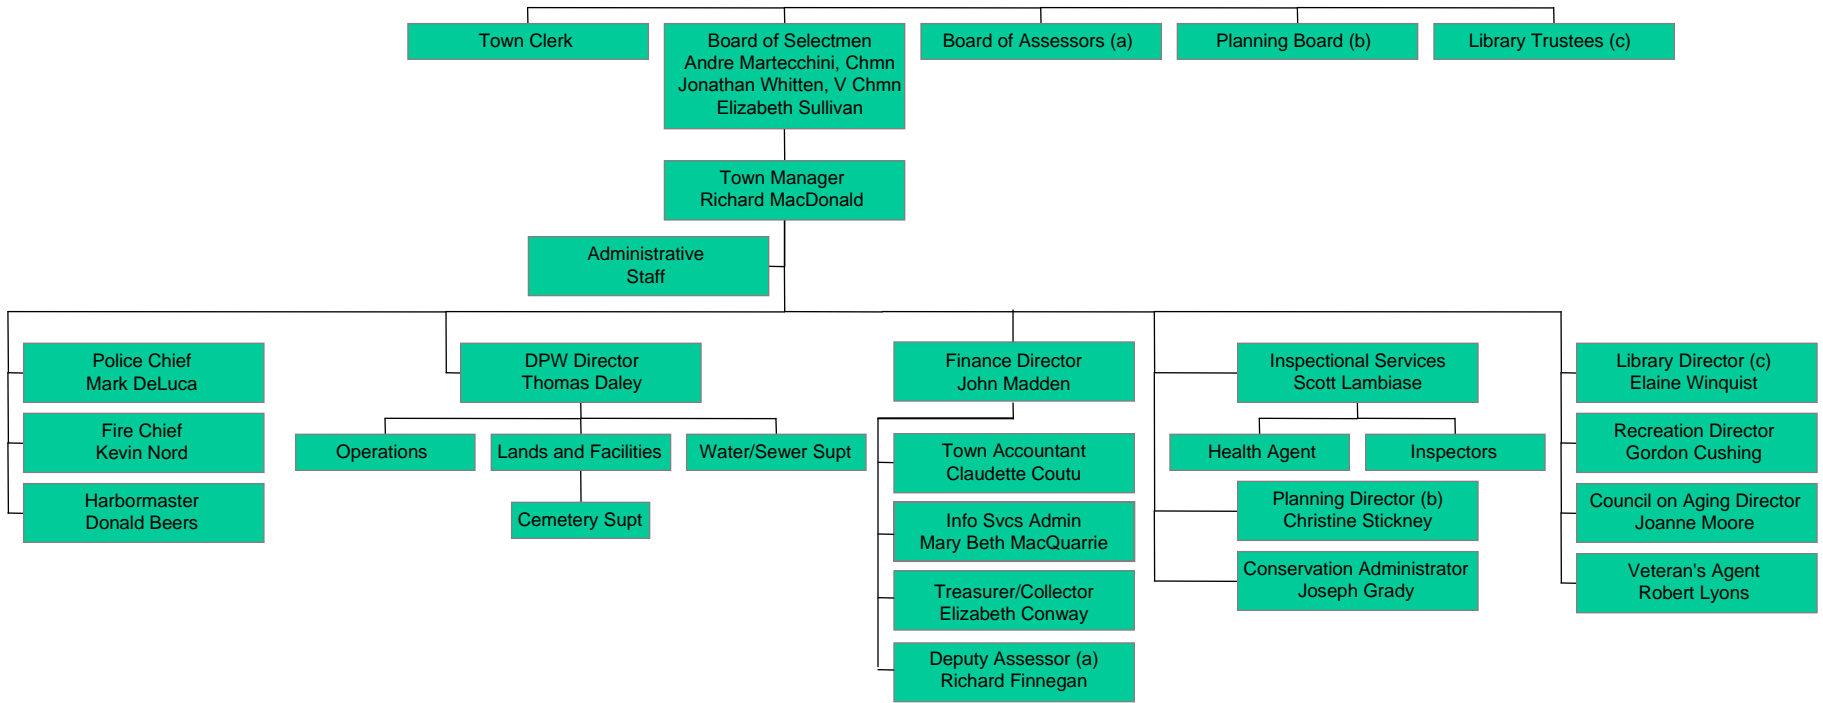 Town Clerk
Board of Selectmen
Andre Martecchini, Chmn
Jonathan Whitten, V Chmn
Elizabeth Sullivan
Board of Assessors (a)
Planning Board (b)
Library Trustees (c)
Town Manager
Richard MacDonald
Administrative
Staff
Police Chief
Mark DeLuca
Fire Chief
Kevin Nord
Harbormaster
Donald Beers
DPW Director
Thomas Daley
Operations
Lands and Facilities
Water/Sewer Supt
Cemetery Supt
Finance Director
John Madden
Town Accountant
Claudette Coutu
Info Svcs Admin
Mary Beth MacQuarrie
Treasurer/Collector
Elizabeth Conway
Deputy Assessor (a)
Richard Finnegan
Inspectional Services
Scott Lambiase
Health Agent
Inspectors
Planning Director (b)
Christine Stickney
Conservation Administrator
Joseph Grady
Library Director (c)
Elaine Winquist
Recreation Director
Gordon Cushing
Council on Aging Director
Joanne Moore
Veteran's Agent
Robert Lyons